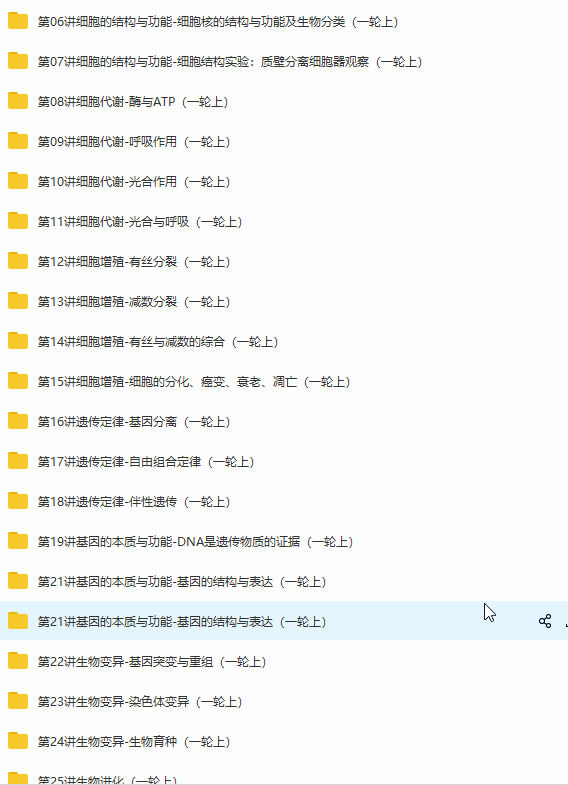 第06讲细胞的结构与功能-细胞核的结构与功能及生物分类（一轮上）
第07讲细胞的结构与功能-细胞结构实验：质壁分离细胞器观察（一轮上）
第08讲细胞代谢-酶与ATP（一轮上）
第09讲细胞代谢-呼吸作用（一轮上）
第10讲细胞代谢-光合作用（一轮上）
第11讲细胞代谢-光合与呼吸（一轮上）
第12讲细胞增殖-有丝分裂（一轮上）
第13讲细胞增殖-减数分裂（一轮上）
第14讲细胞增殖-有丝与减数的综合（一轮上）
第15讲细胞增殖-细胞的分化、癌变、衰老、凋亡（一轮上）
第16讲遗传定律-基因分离（一轮上）
第17讲遗传定律-自由组合定律（一轮上）
第18讲遗传定律-伴性遗传（一轮上）
第19讲基因的本质与功能-DNA是遗传物质的证据（一轮上）
第21讲基因的本质与功能-基因的结构与表达（一轮上）
第21讲基因的本质与功能-基因的结构与表达（一轮上）
第22讲生物变异-基因突变与重组（一轮上）
第23讲生物变异-染色体变异（一轮上）
第24讲生物变异-生物育种（一轮上）
第25讲生物进化（一轮上）